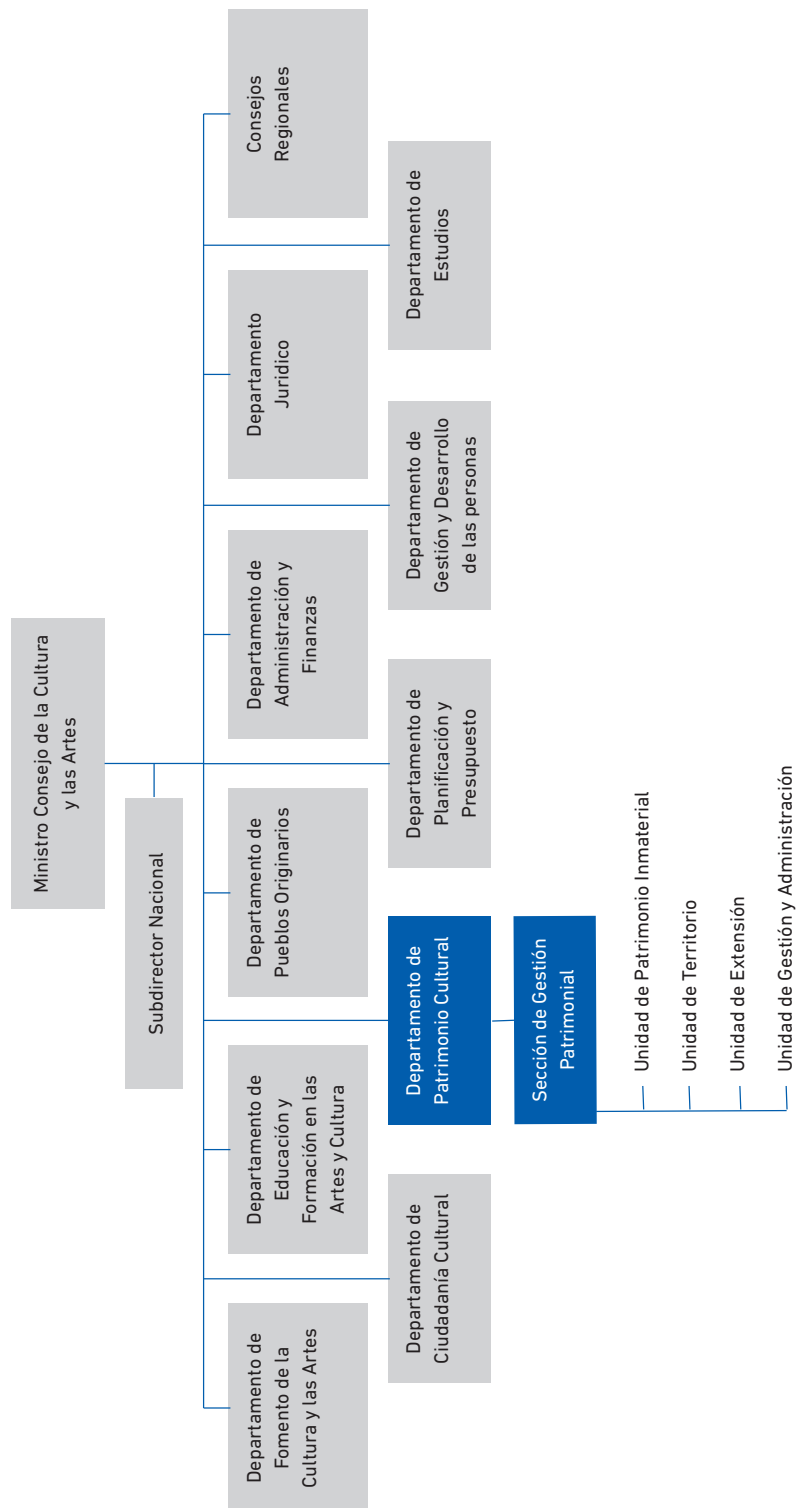 Ministro Consejo de la Cultura
y las Artes
Subdirector Nacional
Departamento de
Fomento de la
Cultura y las Artes
Departamento de
Educación y
Formación en las
Artes y Cultura
Departamento de
Pueblos Originarios
Departamento de
Administración y
Finanzas
Departamento
Juridico
Consejos
Regionales
Departamento de
Ciudadanía Cultural
Departamento de
Patrimonio Cultural
Departamento de
Planificación y
Presupuesto
Departamento de
Gestión y Desarrollo
de las personas
Departamento de
Estudios
Sección de Gestión
Patrimonial
Unidad de Patrimonio Inmaterial
Unidad de Territorio
Unidad de Extensión
Unidad de Gestión y Administración